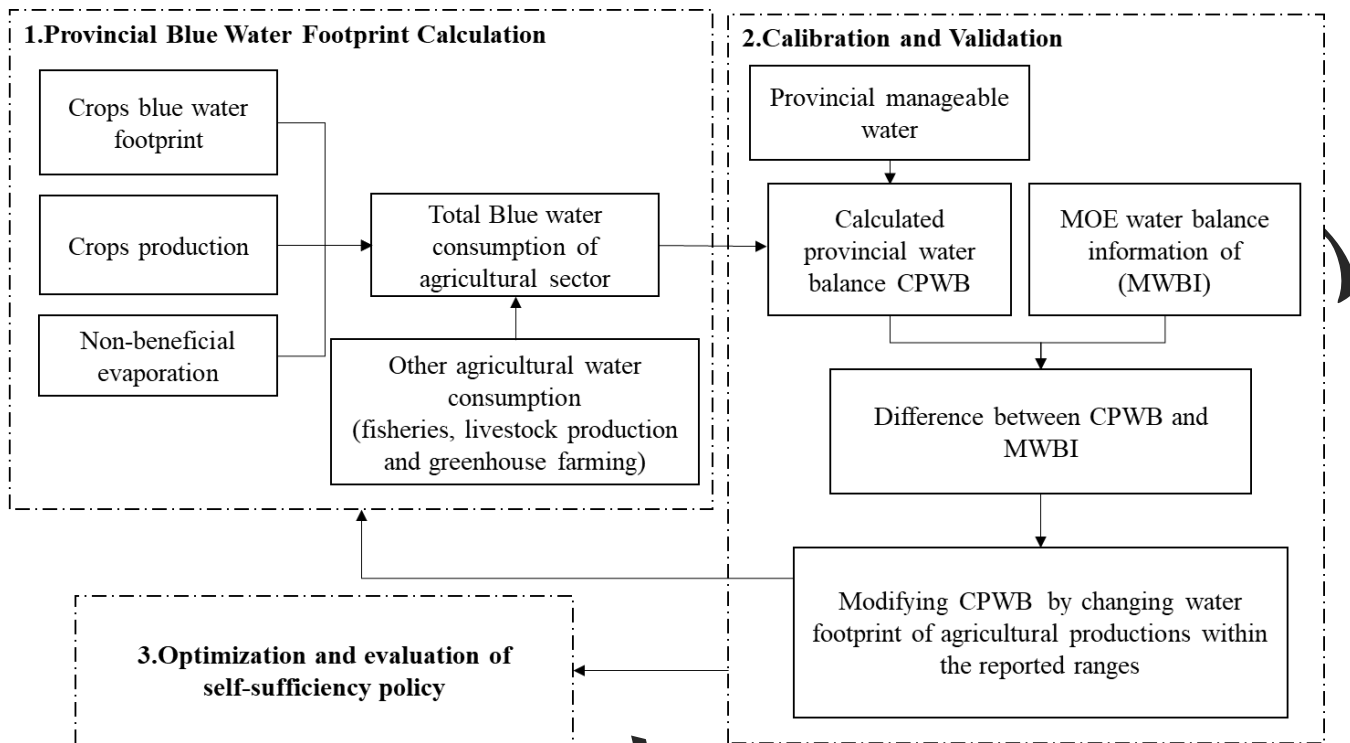 1.Provincial Blue Water Footprint Calculation
Crops blue water
footprint
Crops production
Non-beneficial
evaporation
Total Blue water
consumption of
agricultural sector
Other agricultural water
consumption
(fisheries, livestock production
and greenhouse farming)
2.Calibration and Validation
Provincial manageable
water
Calculated
provincial water
balance CPWB
MOE water balance
information of
(MWBI)
Difference between CPWB and
MWBI
Modifying CPWB by changing water
footprint of agricultural productions within
the reported ranges
3.Optimization and evaluation of
self-sufficiency policy